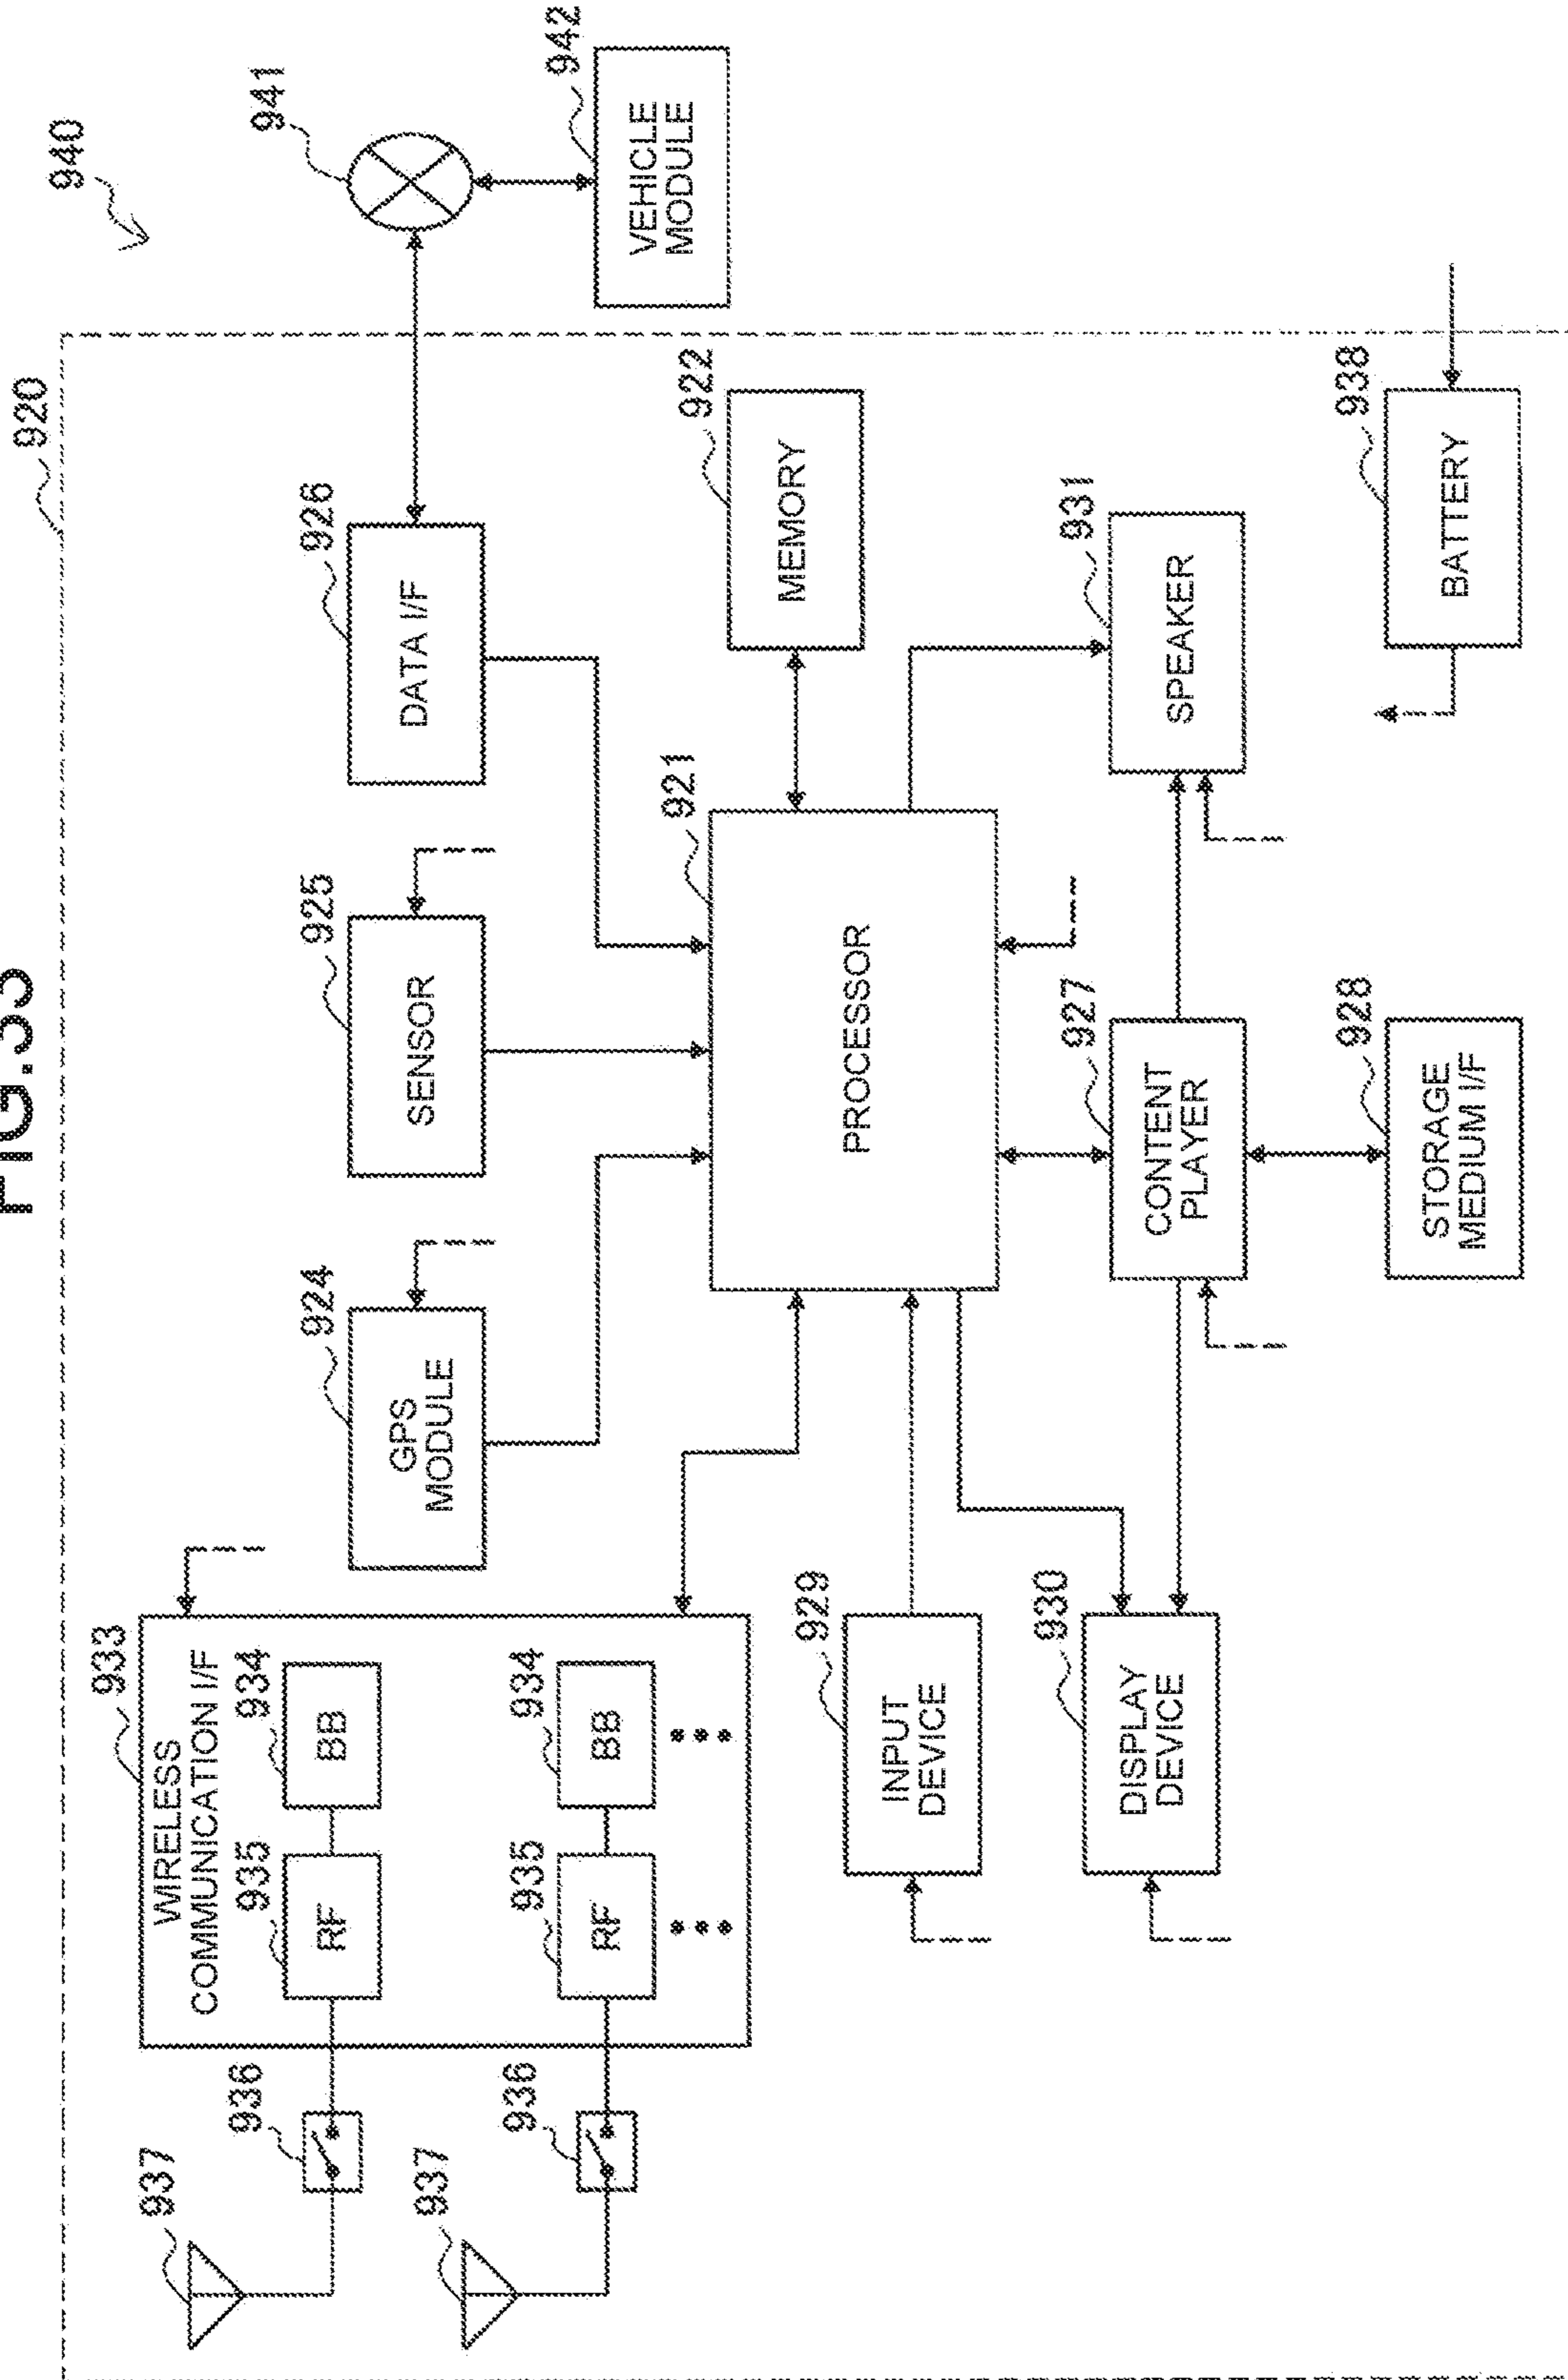 920
940
933
937
WIRELESS
COMMUNICATION I/F
936
935
934
RF
BB
924
925
926
941
GPS
MODULE
SENSOR
DATA I/F
937
936
935
934
RF
BB
942
VEHICLE
MODULE
921
922
PROCESSOR
MEMORY
929
INPUT
DEVICE
930
927
931
DISPLAY
DEVICE
CONTENT
PLAYER
SPEAKER
928
938
STORAGE
MEDIUM I/F
BATTERY